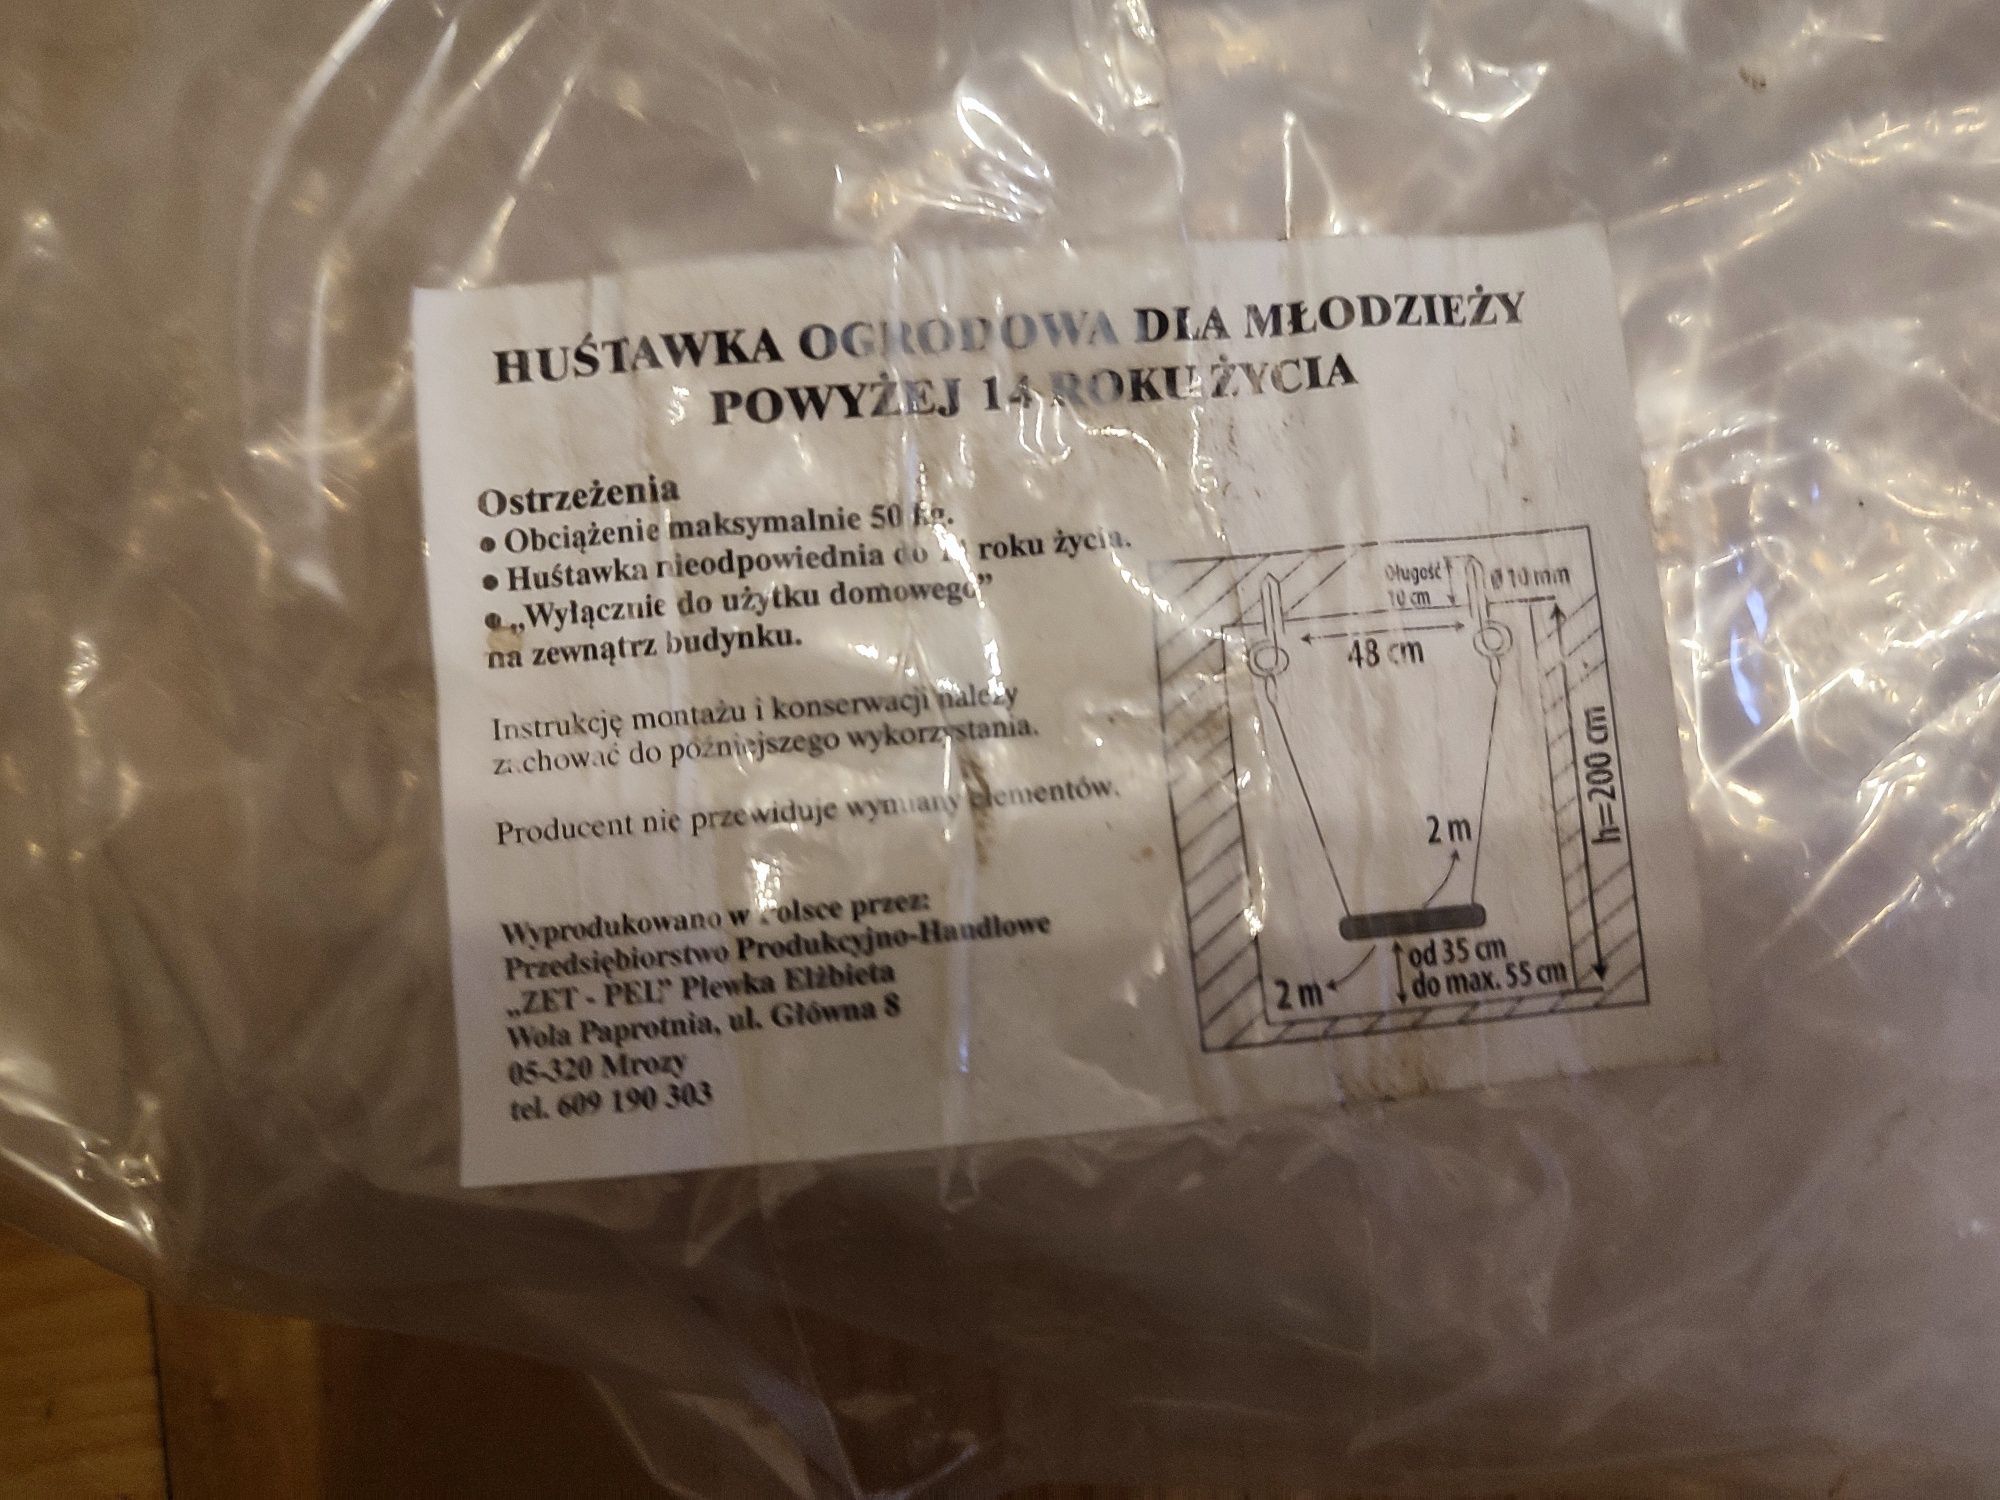 HUŚTAWKA OGRODOWA DLA MŁODZIEŻY
POWYŻEJ 14 ROKU ŻYCIA
Ostrzeżenia
• Obciążenie maksymalnie 50 kg.
• Huśtawka nieodpowiednia do 14 roku życia.
• „Wyłącznie do użytku domowego”
na zewnątrz budynku.
Instrukcję montażu i konserwacji należy
zachować do późniejszego wykorzystania.
Producent nie przewiduje wymiany elementów.
Wyprodukowano w Polsce przez:
Przedsiębiorstwo Produkcyjno-Handlowe
„ZET - PEL” Plewka Elżbieta
Wola Paprotnia, ul. Główna 8
05-320 Mrozy
tel. 609 190 303
Długość
10 cm
ø 10 mm
48 cm
h=200 cm
2 m
od 35 cm
do max. 55 cm
2 m